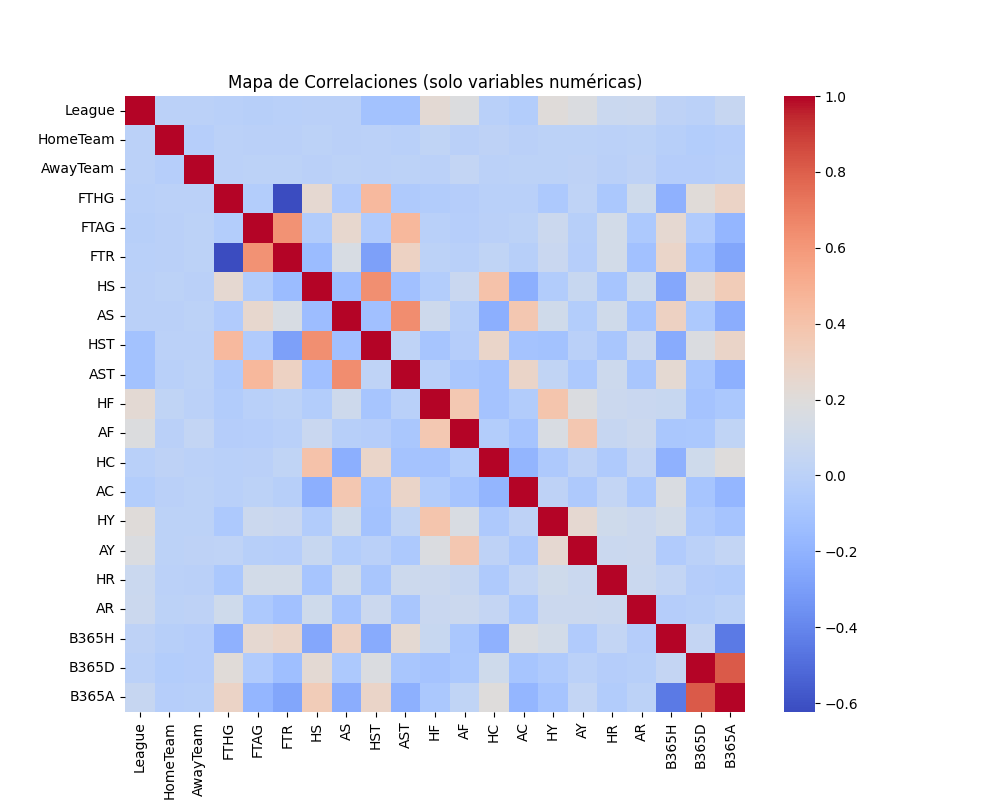 Mapa de Correlaciones (solo variables numéricas)
League
HomeTeam
AwayTeam
FTHG
FTAG
FTR
HS
AS
HST
AST
HF
AF
HC
AC
HY
AY
HR
AR
B365H
B365D
B365A
League
HomeTeam
AwayTeam
FTHG
FTAG
FTR
HS
AS
HST
AST
HF
AF
HC
AC
HY
AY
HR
AR
B365H
B365D
B365A
1.0
0.8
0.6
0.4
0.2
0.0
−0.2
−0.4
−0.6